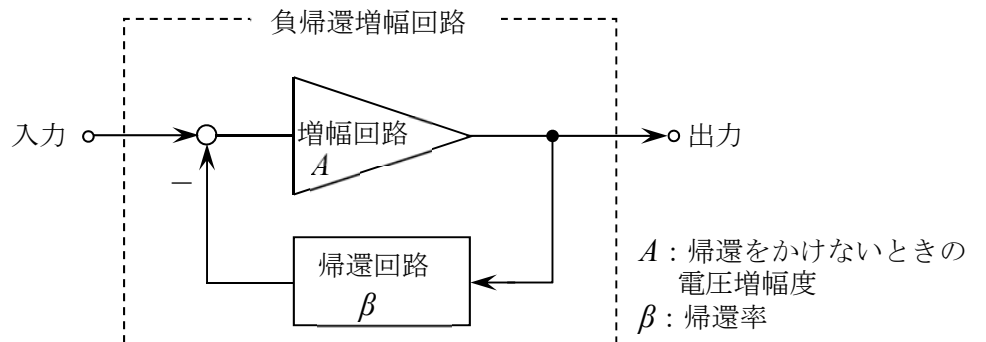 負帰還増幅回路
入力
増幅回路
A
出力
−
帰還回路
β
A：帰還をかけないときの
電圧増幅度
β：帰還率